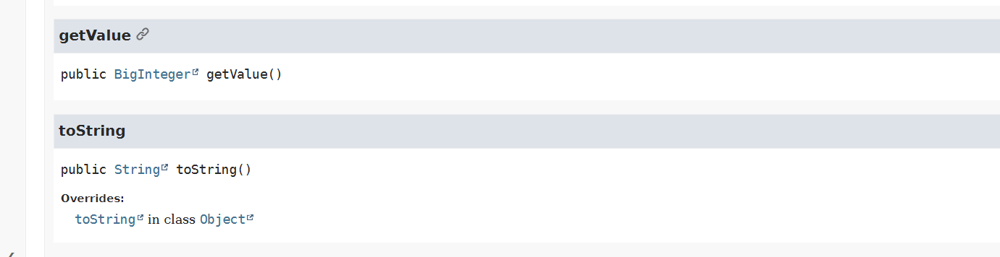 getValue
public BigInteger getValue()
toString
public String toString()
Overrides:
toString in class Object